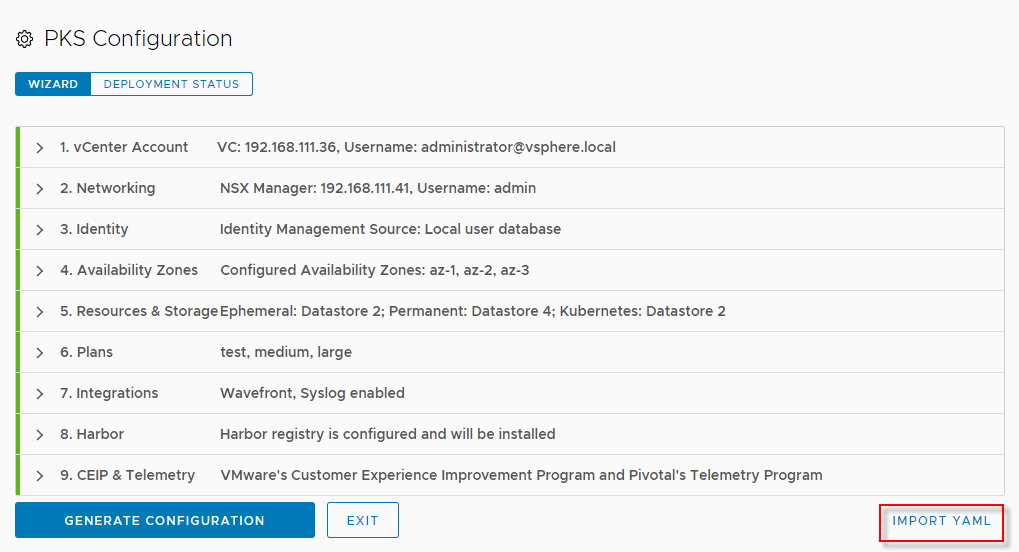 PKS Configuration
WIZARD DEPLOYMENT STATUS
1. vCenter Account VC: 192.168.111.36, Username: administrator@vsphere.local
2. Networking NSX Manager: 192.168.111.41, Username: admin
3. Identity Identity Management Source: Local user database
4. Availability Zones Configured Availability Zones: az-1, az-2, az-3
5. Resources & Storage Ephemeral: Datastore 2; Permanent: Datastore 4; Kubernetes: Datastore 2
6. Plans test, medium, large
7. Integrations Wavefront, Syslog enabled
8. Harbor Harbor registry is configured and will be installed
9. CEIP & Telemetry VMware's Customer Experience Improvement Program and Pivotal's Telemetry Program
GENERATE CONFIGURATION EXIT IMPORT YAML